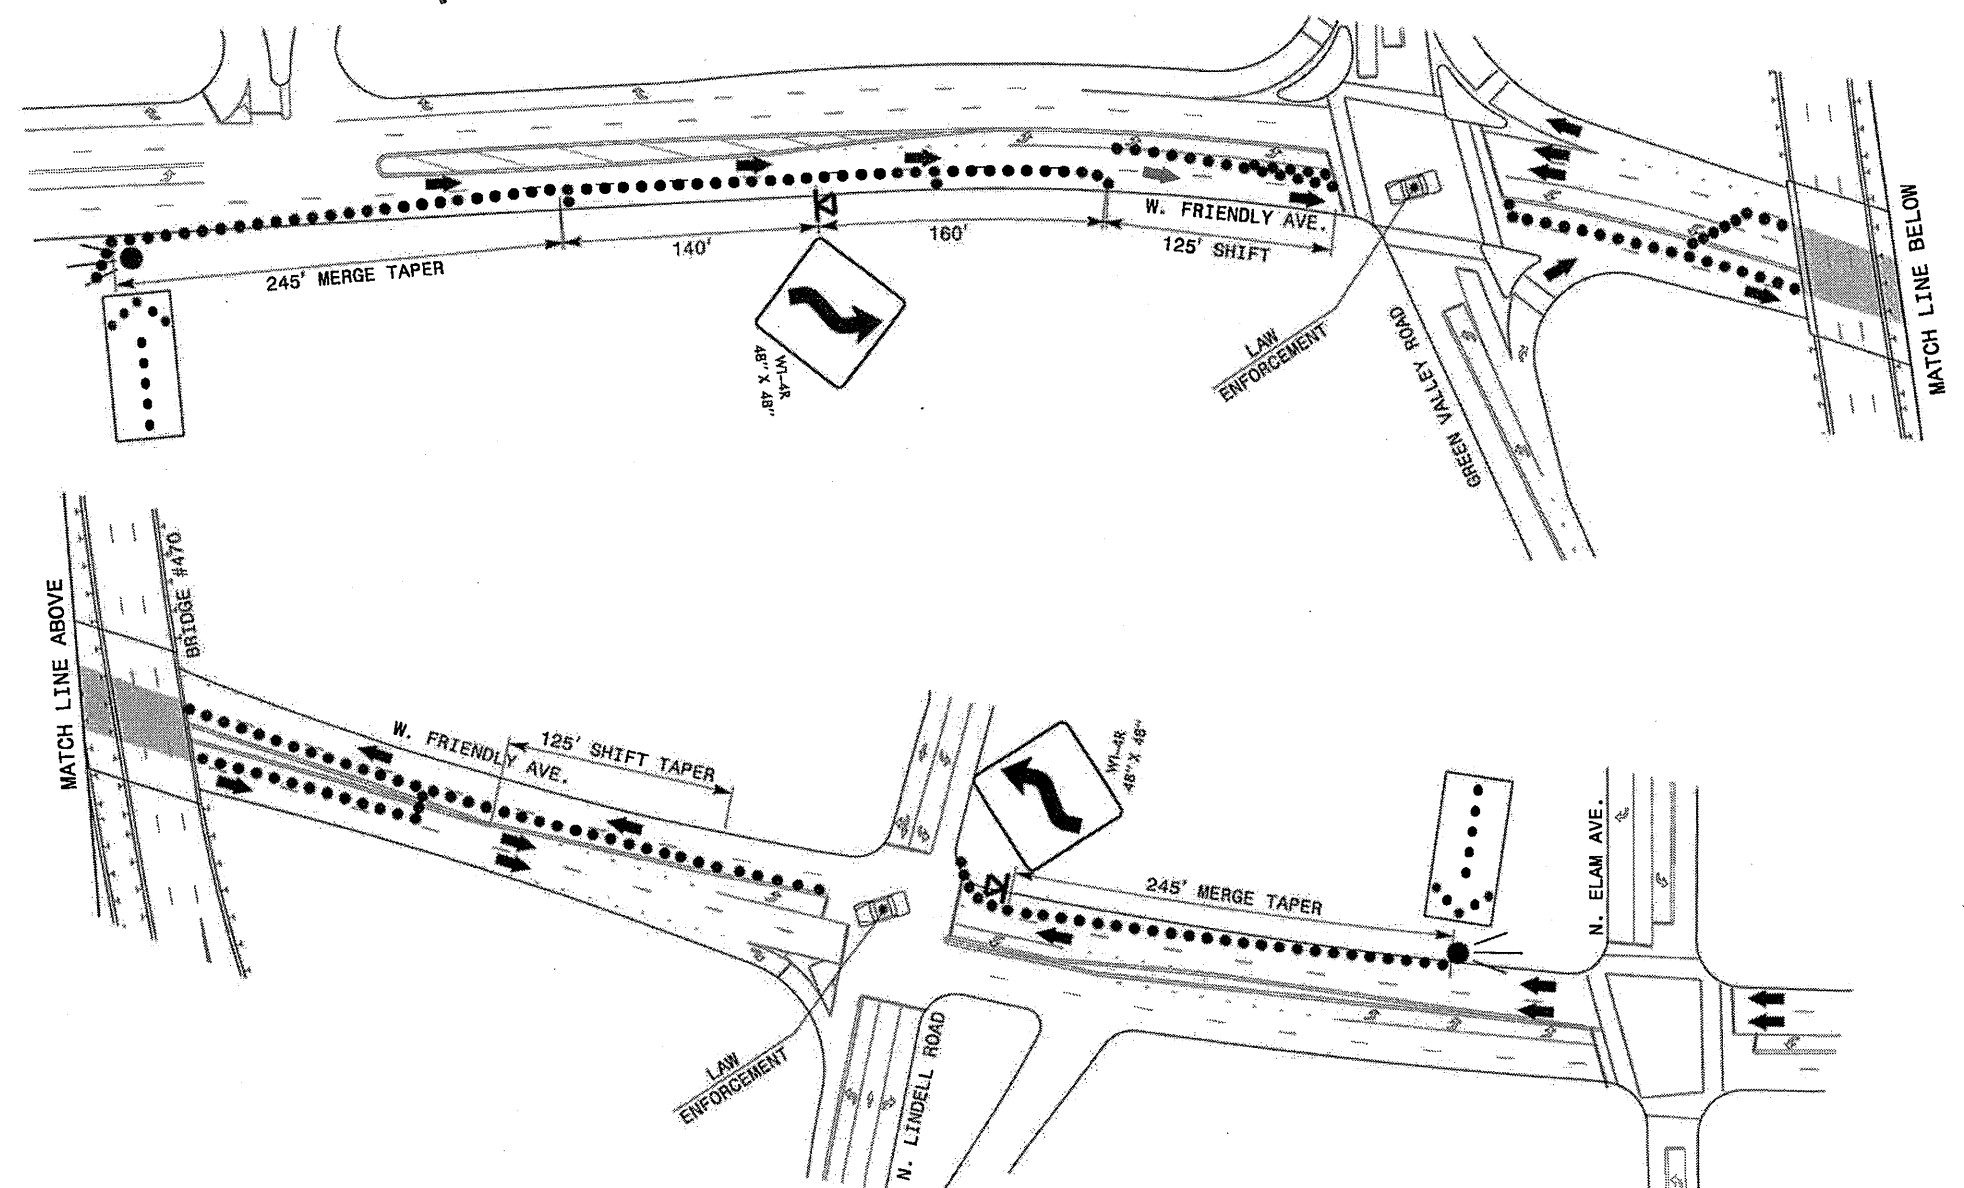 245' MERGE TAPER
140'
160'
W. FRIENDLY AVE.
125' SHIFT
W1-4R
48" X 48"
LAW
ENFORCEMENT
GREEN VALLEY ROAD
MATCH LINE BELOW
MATCH LINE ABOVE
BRIDGE #470
W. FRIENDLY AVE.
125' SHIFT TAPER
W1-4R
48" X 48"
245' MERGE TAPER
N. ELAM AVE.
LAW
ENFORCEMENT
N. LINDELL ROAD